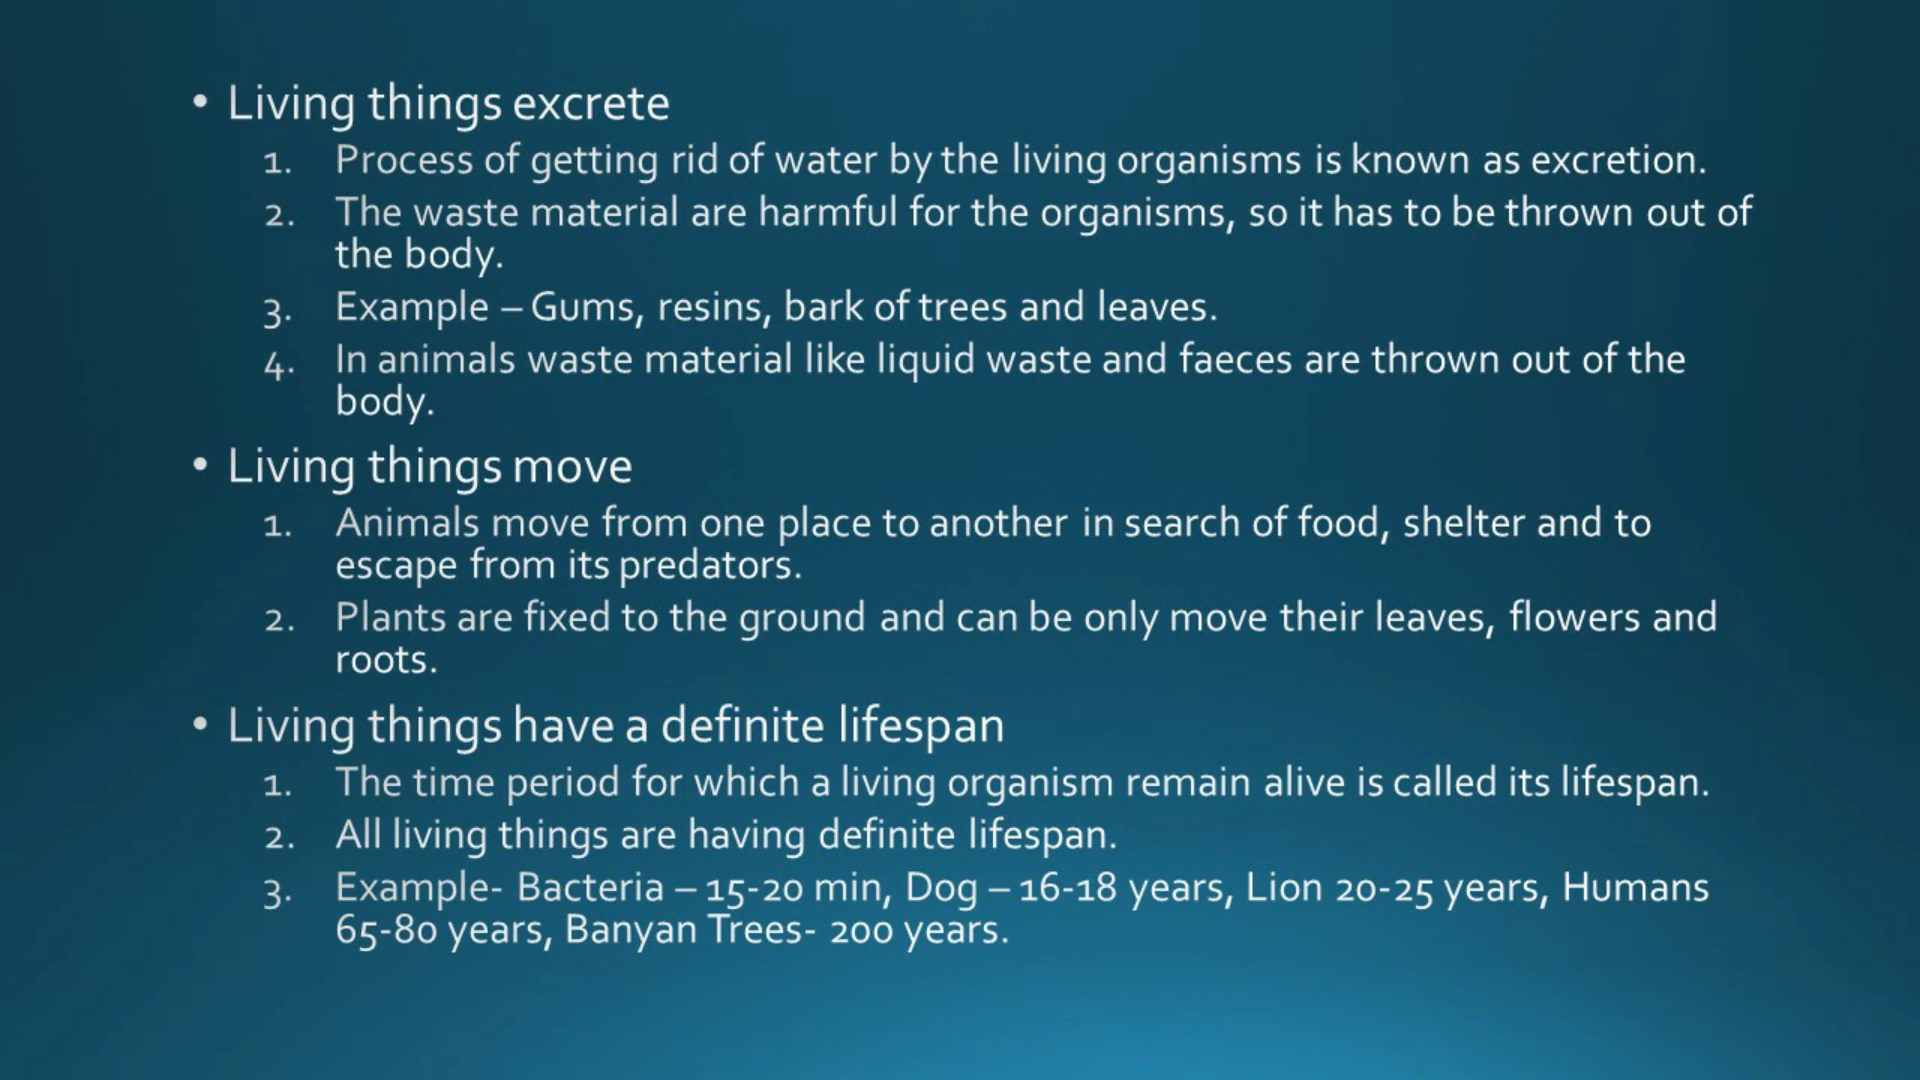 • Living things excrete
1. Process of getting rid of water by the living organisms is known as excretion.
2. The waste material are harmful for the organisms, so it has to be thrown out of
the body.
3. Example – Gums, resins, bark of trees and leaves.
4. In animals waste material like liquid waste and faeces are thrown out of the
body.
• Living things move
1. Animals move from one place to another in search of food, shelter and to
escape from its predators.
2. Plants are fixed to the ground and can be only move their leaves, flowers and
roots.
• Living things have a definite lifespan
1. The time period for which a living organism remain alive is called its lifespan.
2. All living things are having definite lifespan.
3. Example- Bacteria – 15-20 min, Dog – 16-18 years, Lion 20-25 years, Humans
65-80 years, Banyan Trees- 200 years.